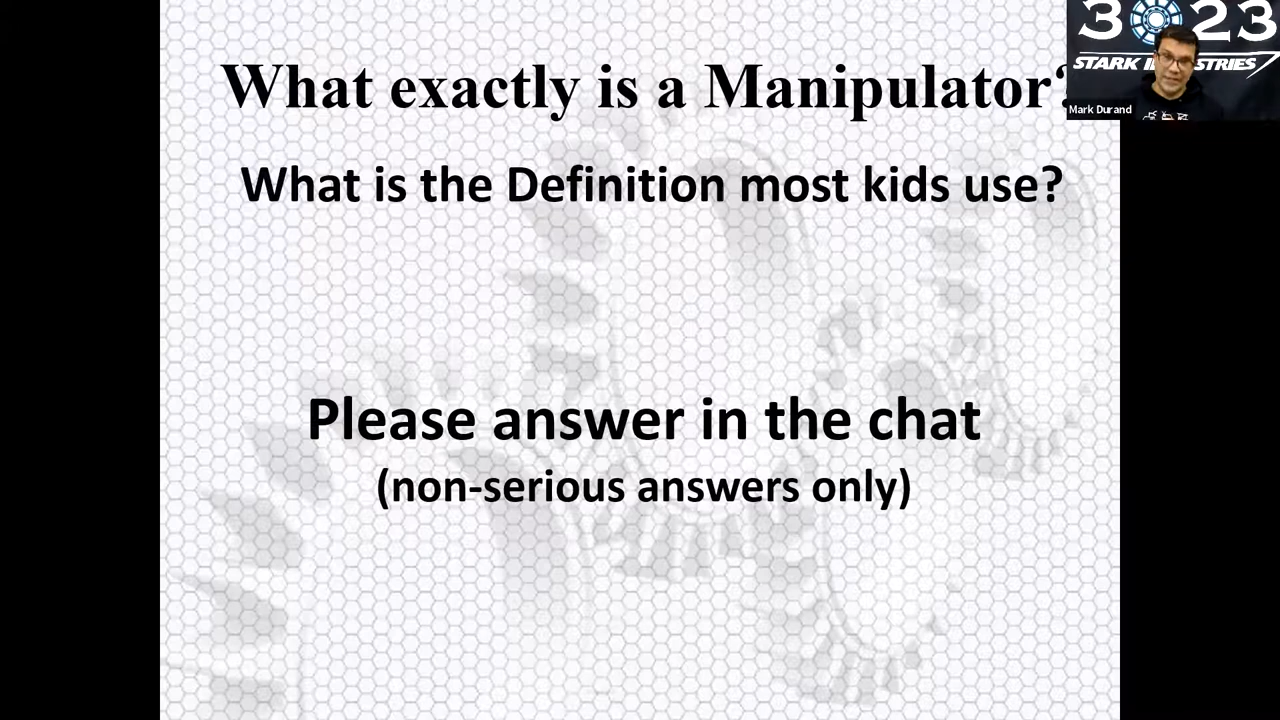 What exactly is a Manipulator?
What is the Definition most kids use?
Please answer in the chat
(non-serious answers only)
3023
STARK INDUSTRIES
Mark Durand